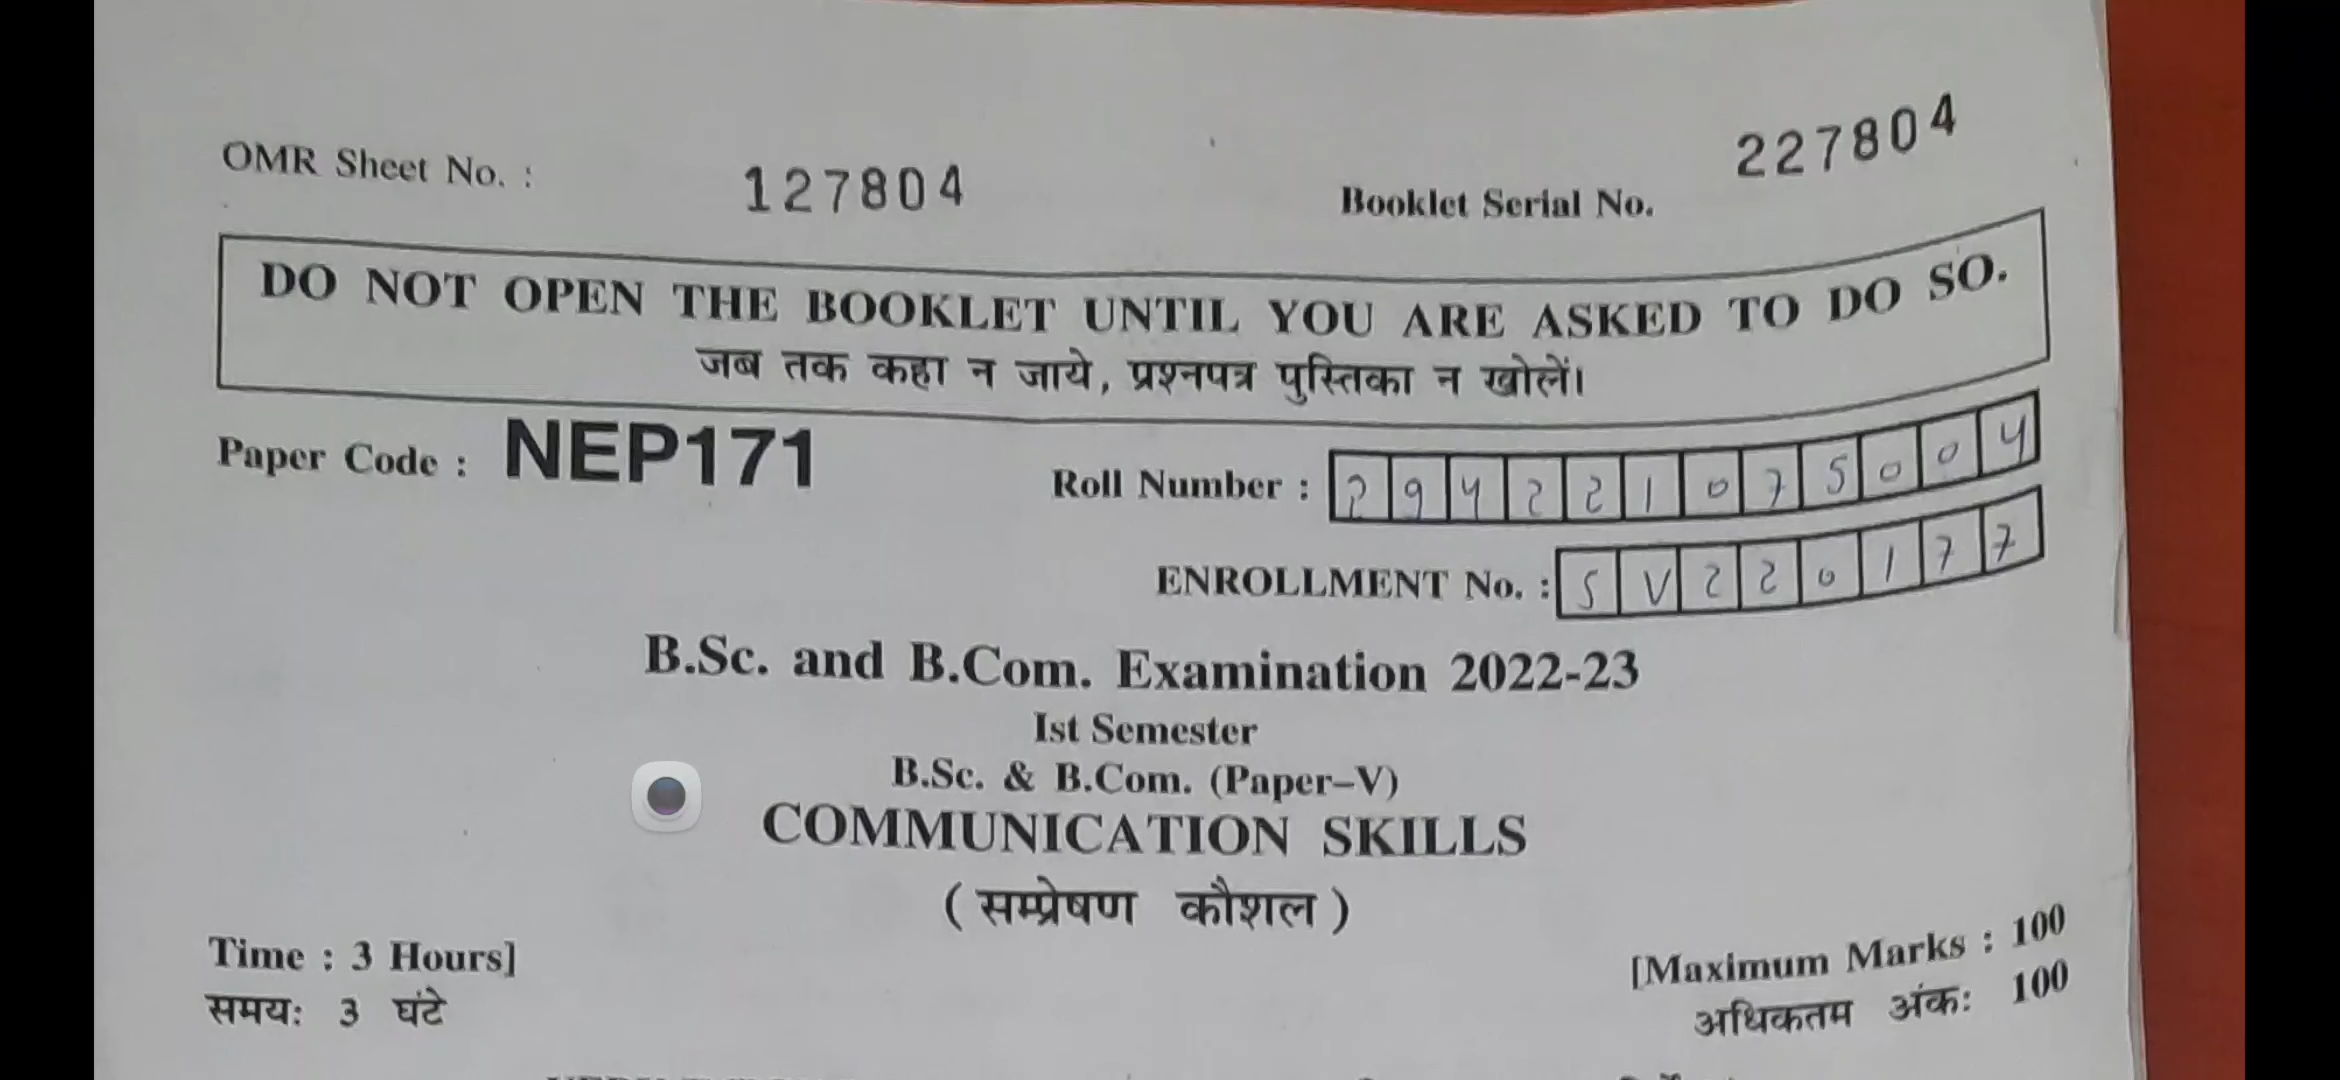 OMR Sheet No. : 127804 Booklet Serial No. 227804
DO NOT OPEN THE BOOKLET UNTIL YOU ARE ASKED TO DO SO.
जब तक कहा न जाये, प्रश्नपत्र पुस्तिका न खोलें।
Paper Code : NEP171 Roll Number : 294221075004
ENROLLMENT No. : SV220177
B.Sc. and B.Com. Examination 2022-23
Ist Semester
B.Sc. & B.Com. (Paper–V)
COMMUNICATION SKILLS
( सम्प्रेषण कौशल )
Time : 3 Hours] [Maximum Marks : 100
समयः 3 घंटे अधिकतम अंकः 100